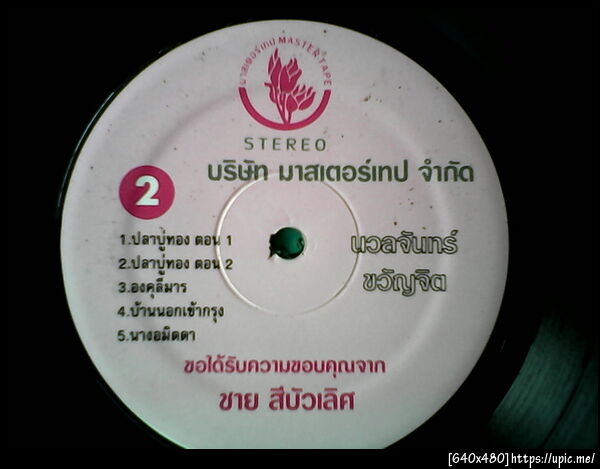 มาสเตอร์เทป MASTER TAPE
STEREO
บริษัท มาสเตอร์เทป จำกัด
2
1.ปลาบู่ทอง ตอน 1
2.ปลาบู่ทอง ตอน 2
3.องคุลีมาร
4.บ้านนอกเข้ากรุง
5.นางอมิตดา
นวลจันทร์
ขวัญจิต
ขอได้รับความขอบคุณจาก
ชาย สีบัวเลิศ
[640x480]https://upic.me/